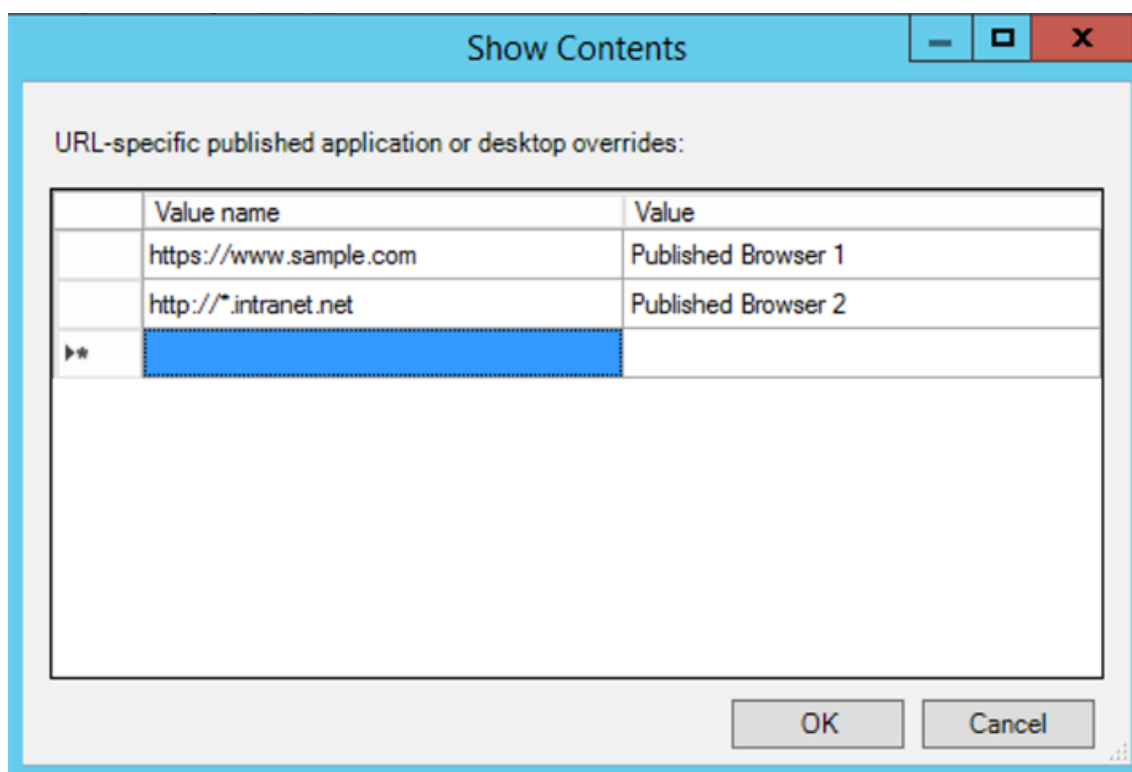 Show Contents
URL-specific published application or desktop overrides:
Value name Value
https://www.sample.com Published Browser 1
http://*.intranet.net Published Browser 2
OK Cancel